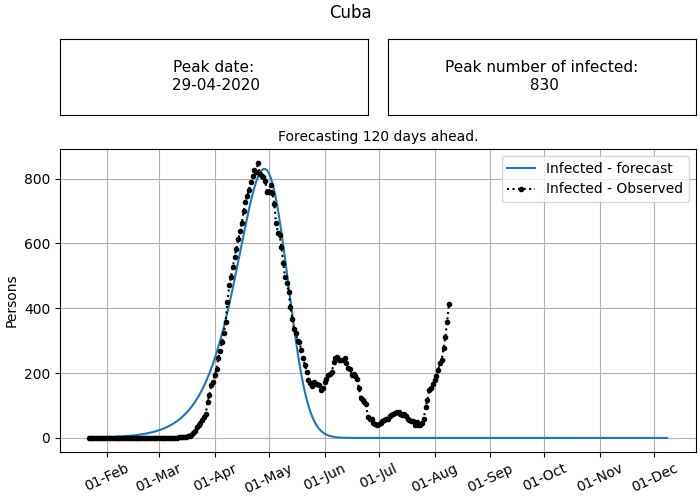 Cuba
Peak date:
29-04-2020
Peak number of infected:
830
Forecasting 120 days ahead.
Infected - forecast
Infected - Observed
Persons
800
600
400
200
0
01-Feb
01-Mar
01-Apr
01-May
01-Jun
01-Jul
01-Aug
01-Sep
01-Oct
01-Nov
01-Dec